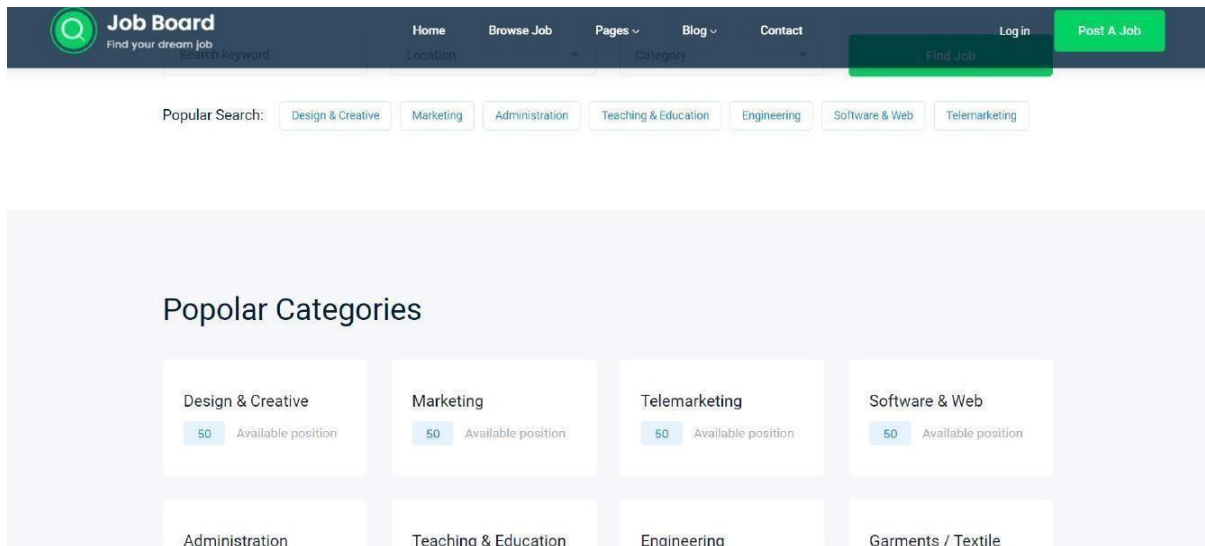 Job Board
Find your dream job
Home Browse Job Pages Blog Contact Log in Post A Job
Search keyword Location Category Find Job
Popular Search: Design & Creative Marketing Administration Teaching & Education Engineering Software & Web Telemarketing
Popolar Categories
Design & Creative Marketing Telemarketing Software & Web
50 Available position 50 Available position 50 Available position 50 Available position
Administration Teaching & Education Engineering Garments / Textile